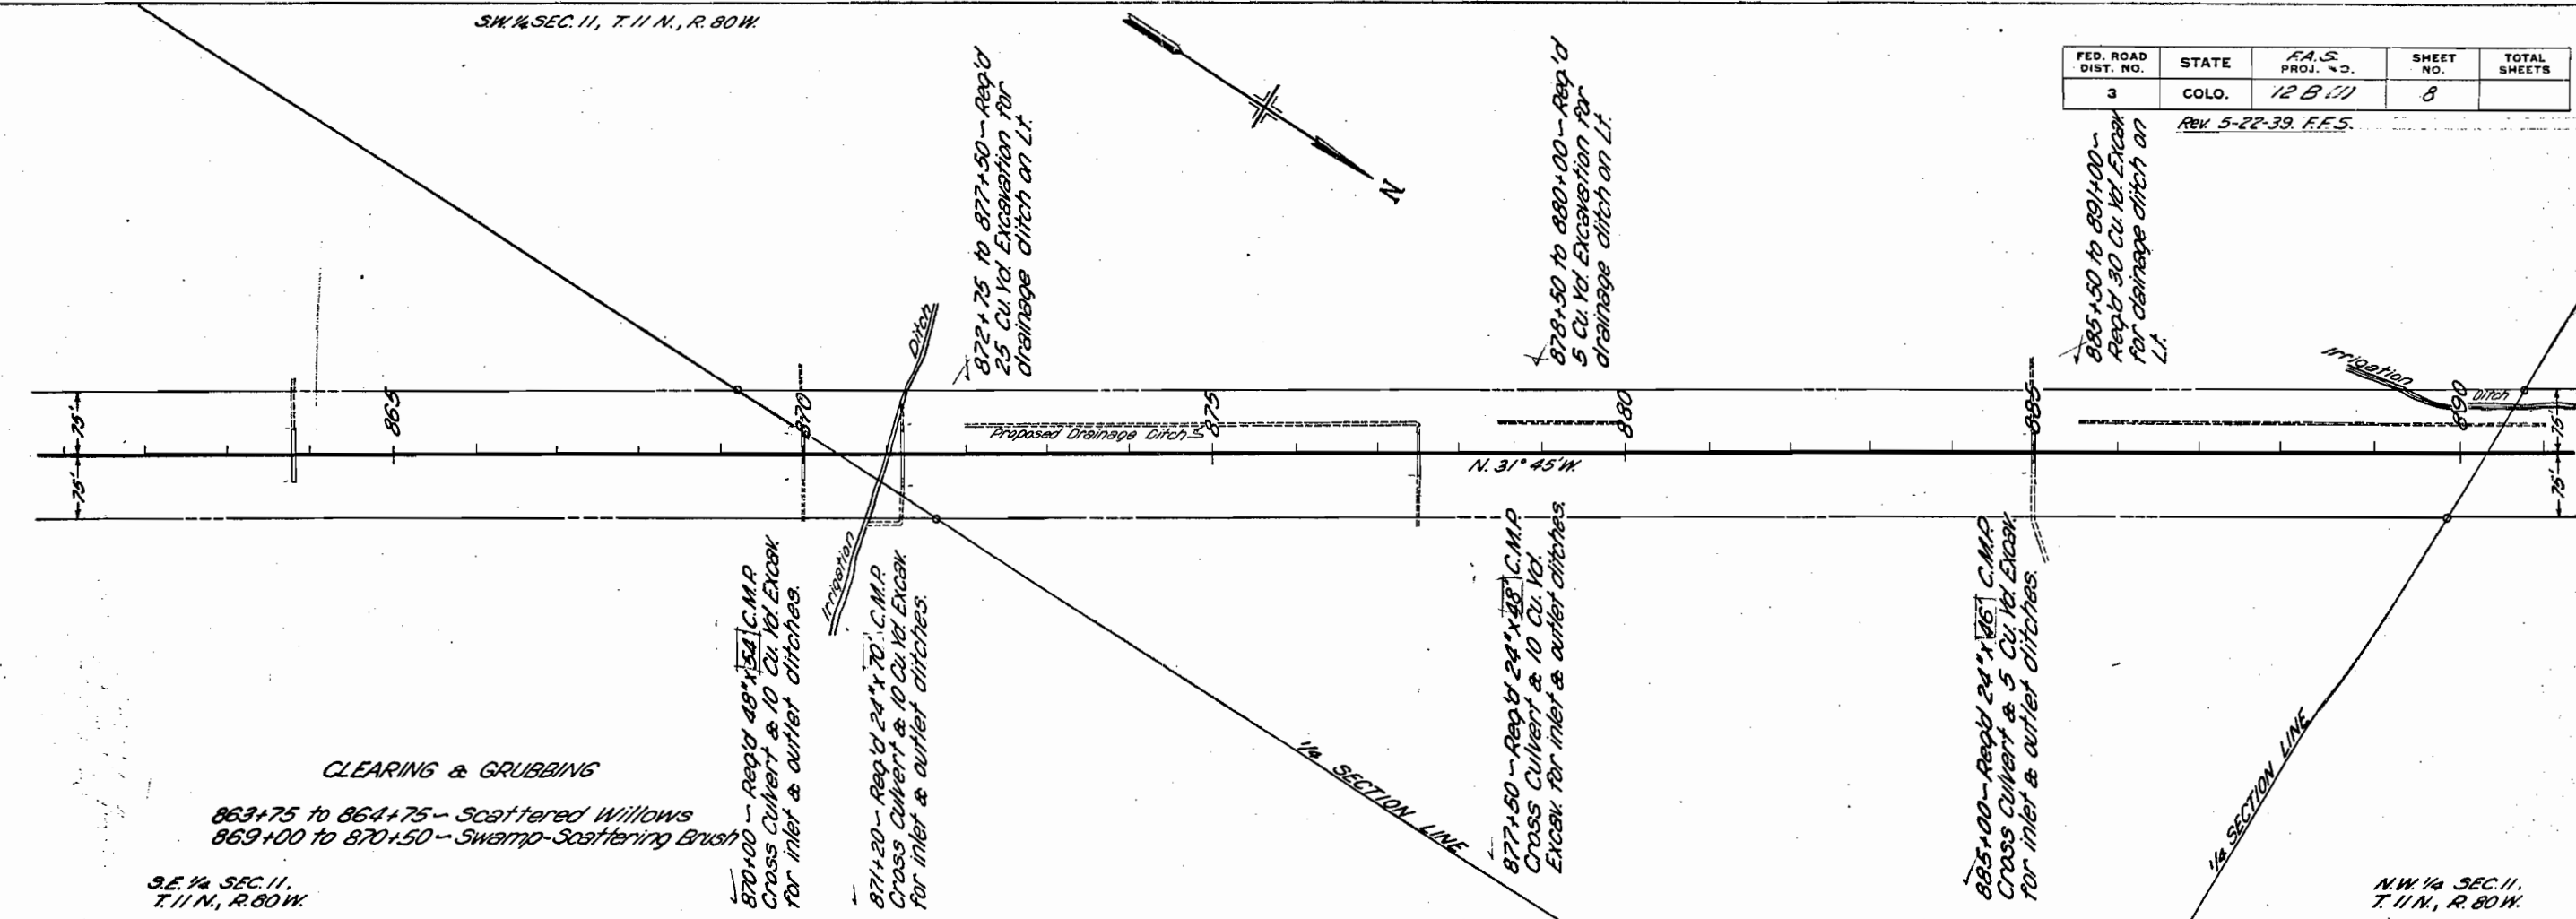 S.W. ¼ SEC. 11, T. 11 N., R. 80 W.
FED. ROAD DIST. NO.
STATE
F.A.S. PROJ. NO.
SHEET NO.
TOTAL SHEETS
3
COLO.
12 B (1)
8
Rev. 5-22-39. F.F.S.
N
872+75 to 877+50~Req'd
25 Cu. Yd. Excavation for
drainage ditch on Lt.
878+50 to 880+00~Req'd
5 Cu. Yd. Excavation for
drainage ditch on Lt.
885+50 to 891+00~
Req'd 30 Cu. Yd. Excav.
for dainage ditch on
Lt.
Ditch
Irrigation
Ditch
75'
75'
865
870
875
880
885
890
75'
75'
Proposed Drainage Ditch
N. 31° 45' W.
Irrigation
870+00~Req'd 48"x54' C.M.P.
Cross Culvert & 10 Cu. Yd. Excav.
for inlet & outlet ditches.
871+20~Req'd 24"x70' C.M.P.
Cross Culvert & 10 Cu. Yd. Excav.
for inlet & outlet ditches.
877+50~Req'd 24"x48' C.M.P.
Cross Culvert & 10 Cu. Yd.
Excav. for inlet & outlet ditches.
885+00~Req'd 24"x46' C.M.P.
Cross Culvert & 5 Cu. Yd. Excav.
for inlet & outlet ditches.
1/4 SECTION LINE
1/4 SECTION LINE
CLEARING & GRUBBING
863+75 to 864+75~Scattered Willows
869+00 to 870+50~Swamp-Scattering Brush
S.E. ¼ SEC. 11.
T. 11 N., R. 80 W.
N.W. ¼ SEC. 11.
T. 11 N., R. 80 W.